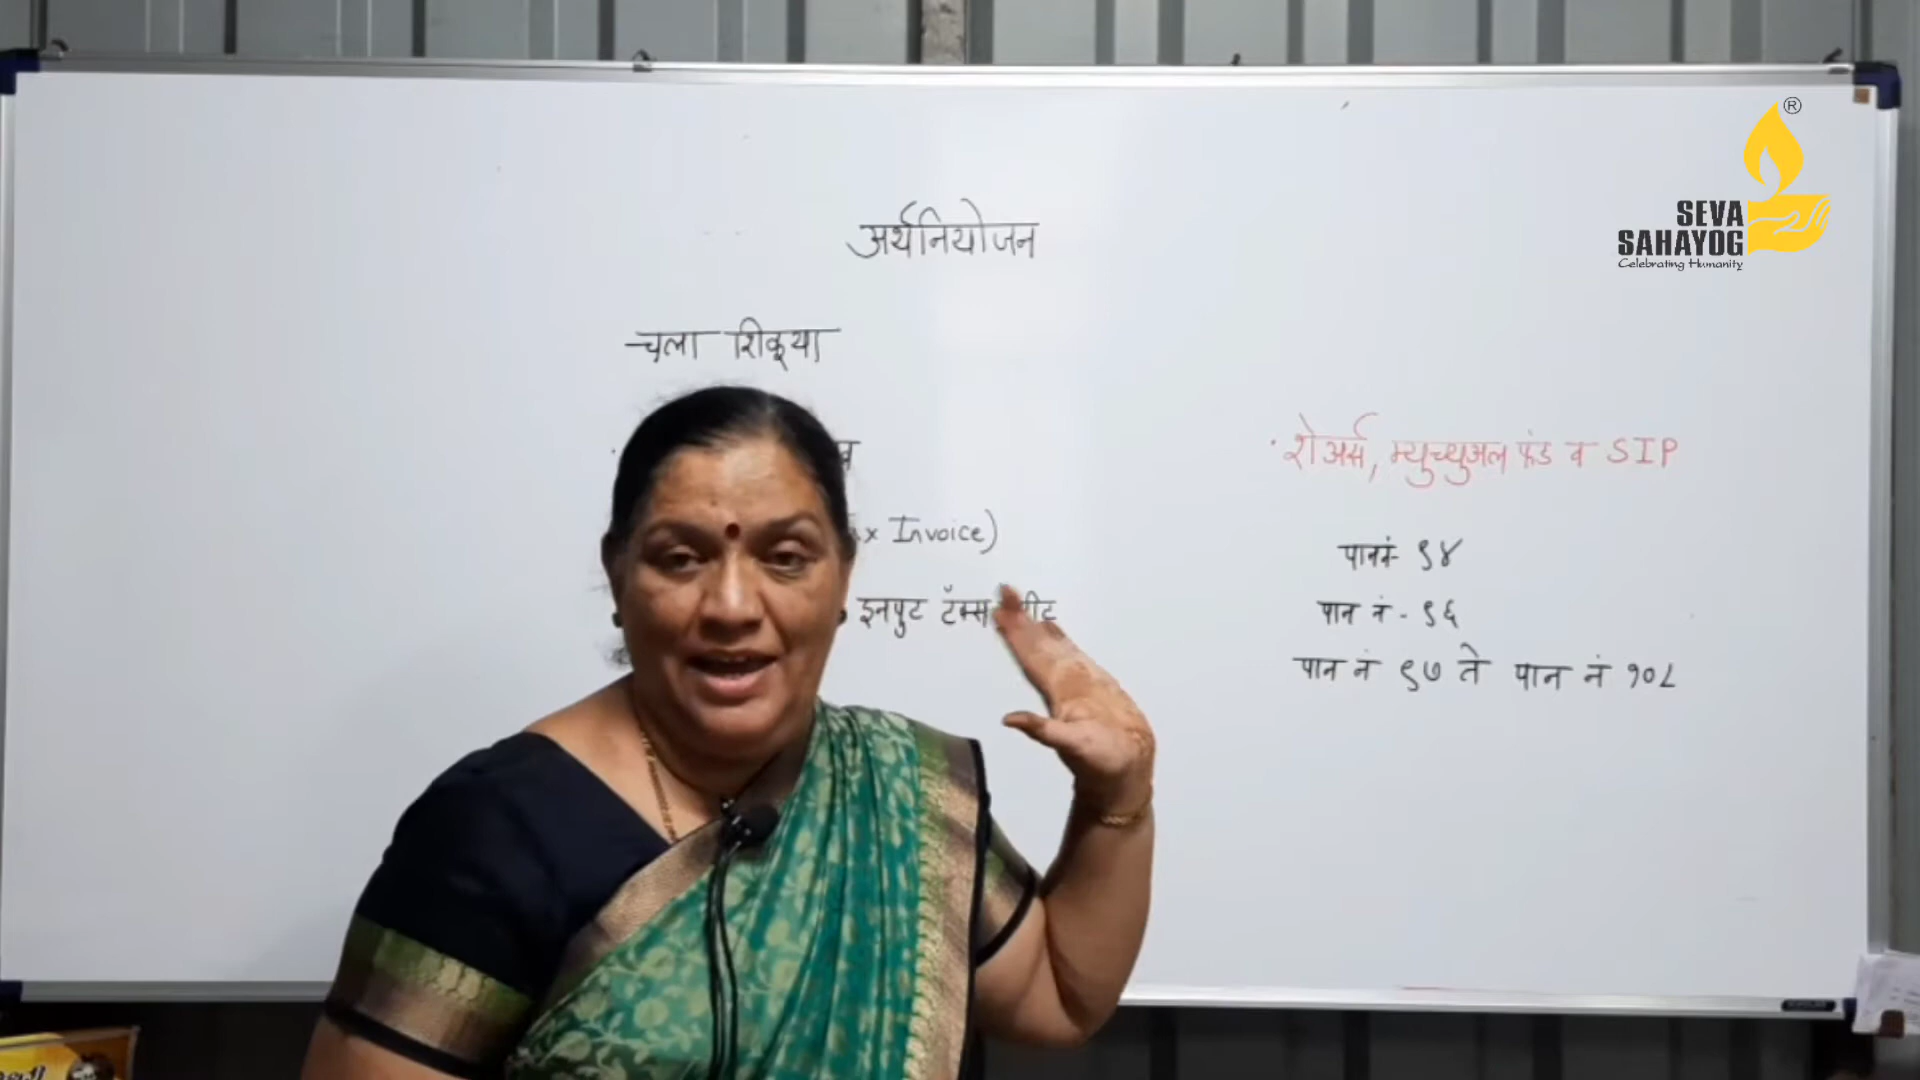 अर्थनियोजन
चला शिकूया
x Invoice)
इनपुट टॅक्स
• शेअर्स, म्युच्युअल फंड व SIP
पान नं- ९४
पान नं - ९६
पान नं ९७ ते पान नं १०८
SEVA
SAHAYOG
Celebrating Humanity
®